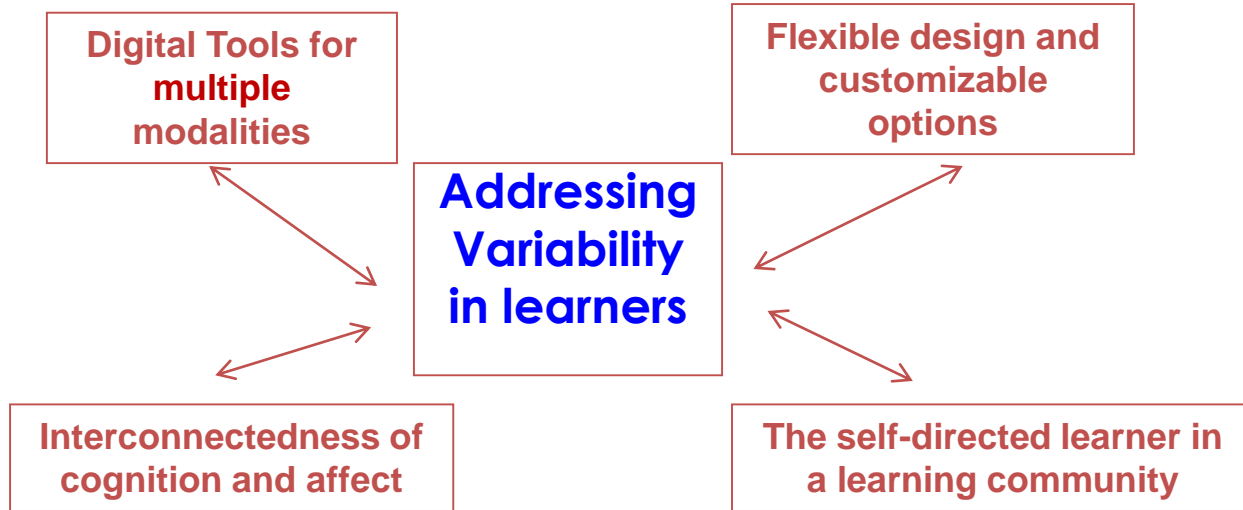 Digital Tools for
multiple
modalities
Flexible design and
customizable
options
Addressing
Variability
in learners
Interconnectedness of
cognition and affect
The self-directed learner in
a learning community